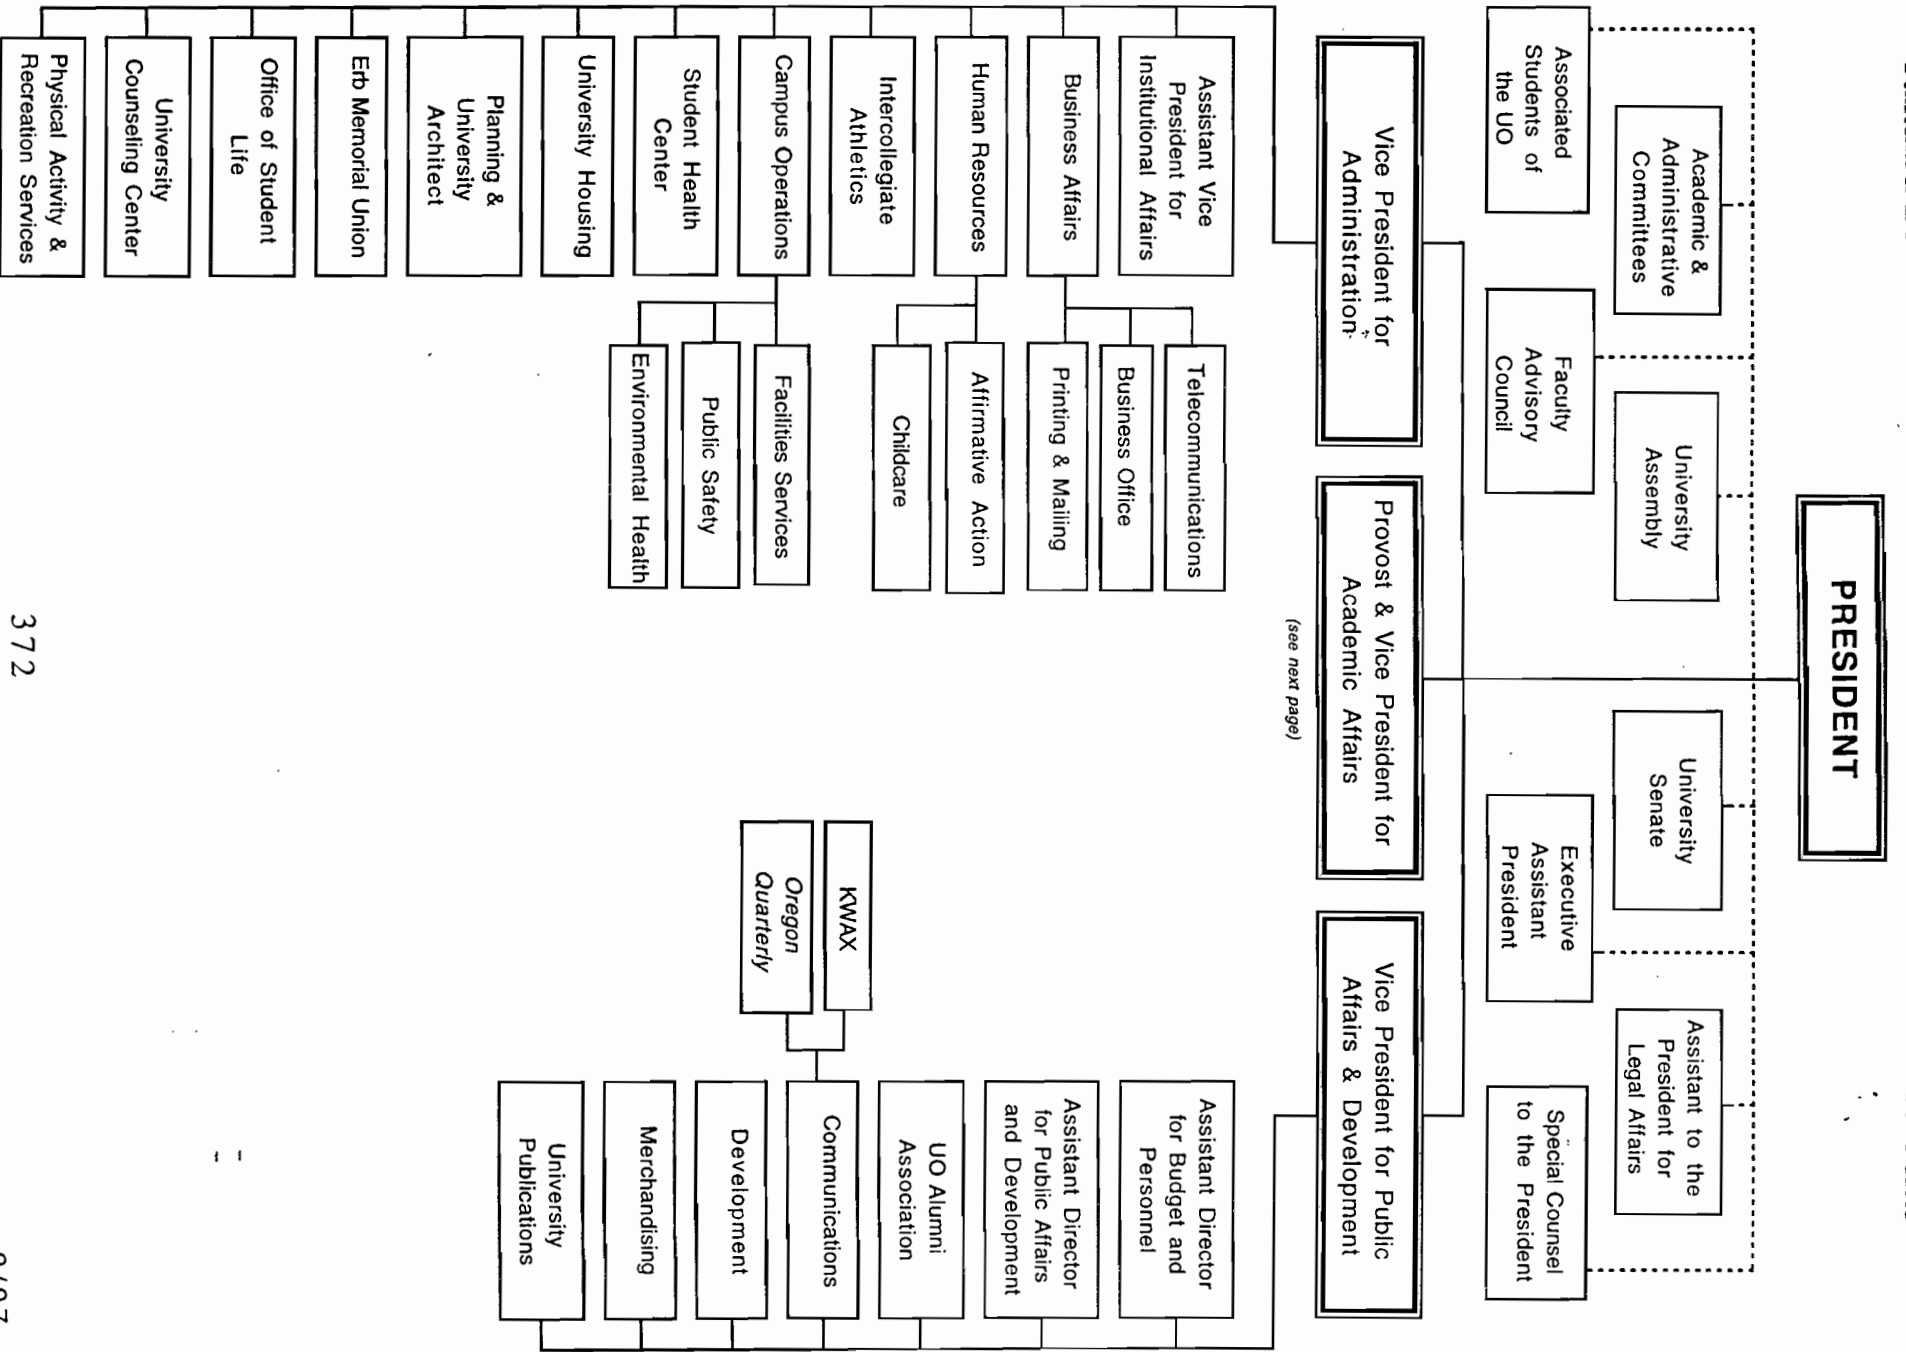 PRESIDENT
Academic &
Administrative
Committees
University
Assembly
University
Senate
Assistant to the
President for
Legal Affairs
Associated
Students of
the UO
Faculty
Advisory
Council
Executive
Assistant
President
Special Counsel
to the President
Vice President for
Administration
Provost & Vice President for
Academic Affairs
(see next page)
Vice President for Public
Affairs & Development
Assistant Vice
President for
Institutional Affairs
Business Affairs
Telecommunications
Business Office
Printing & Mailing
Human Resources
Affirmative Action
Childcare
Intercollegiate
Athletics
Campus Operations
Facilities Services
Public Safety
Environmental Health
Student Health
Center
University Housing
Planning &
University
Architect
Erb Memorial Union
Office of Student
Life
University
Counseling Center
Physical Activity &
Recreation Services
Assistant Director
for Budget and
Personnel
Assistant Director
for Public Affairs
and Development
UO Alumni
Association
Communications
KWAX
Oregon
Quarterly
Development
Merchandising
University
Publications
372